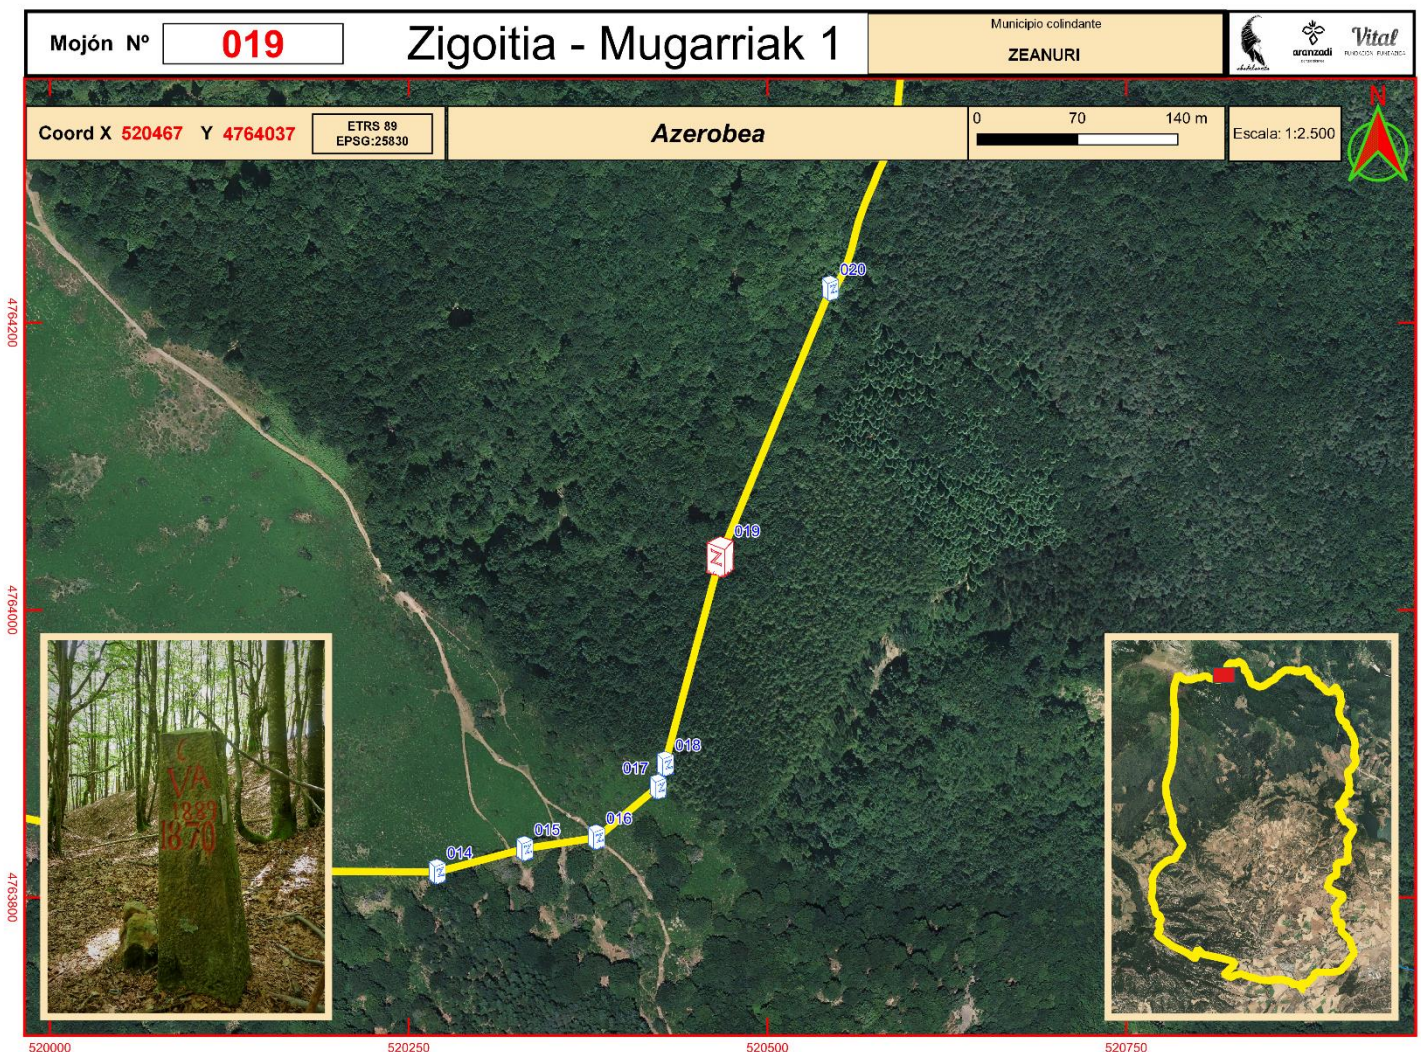 Mojón Nº 019
Zigoitia - Mugarriak 1
Municipio colindante
ZEANURI
aranzadi
Vital
FUNDAZIOA FUNDACIÓN
Coord X 520467 Y 4764037
ETRS 89
EPSG:25830
Azerobea
0 70 140 m
Escala: 1:2.500
N
020
019
018
017
016
015
014
4764200
4764000
4763800
C
VA
1889
1870
520000
520250
520500
520750